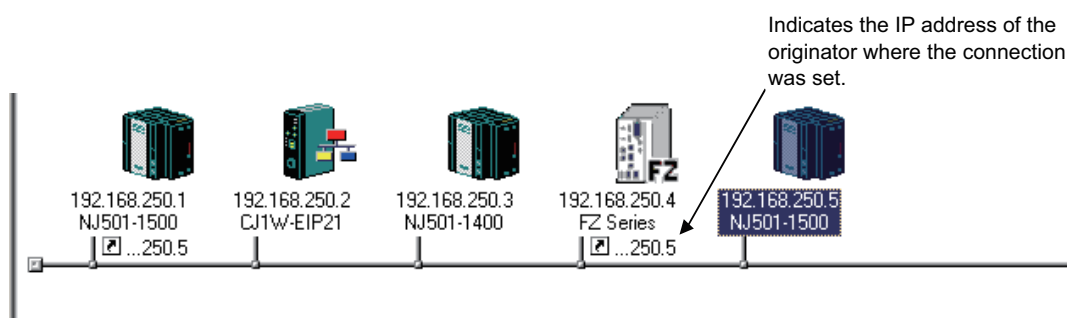 Indicates the IP address of the
originator where the connection
was set.
FZ
192.168.250.1
NJ501-1500
...250.5
192.168.250.2
CJ1W-EIP21
192.168.250.3
NJ501-1400
192.168.250.4
FZ Series
...250.5
192.168.250.5
NJ501-1500